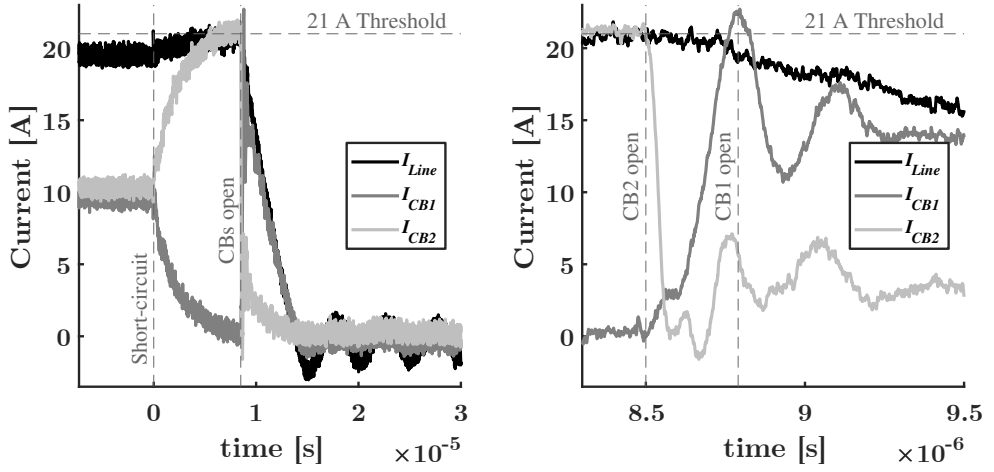 21 A Threshold
20
15
10
5
0
Current [A]
Short-circuit
CBs open
I_Line
I_CB1
I_CB2
0
1
2
3
time [s]
×10^-5
21 A Threshold
20
15
10
5
0
Current [A]
CB2 open
CB1 open
I_Line
I_CB1
I_CB2
8.5
9
9.5
time [s]
×10^-6